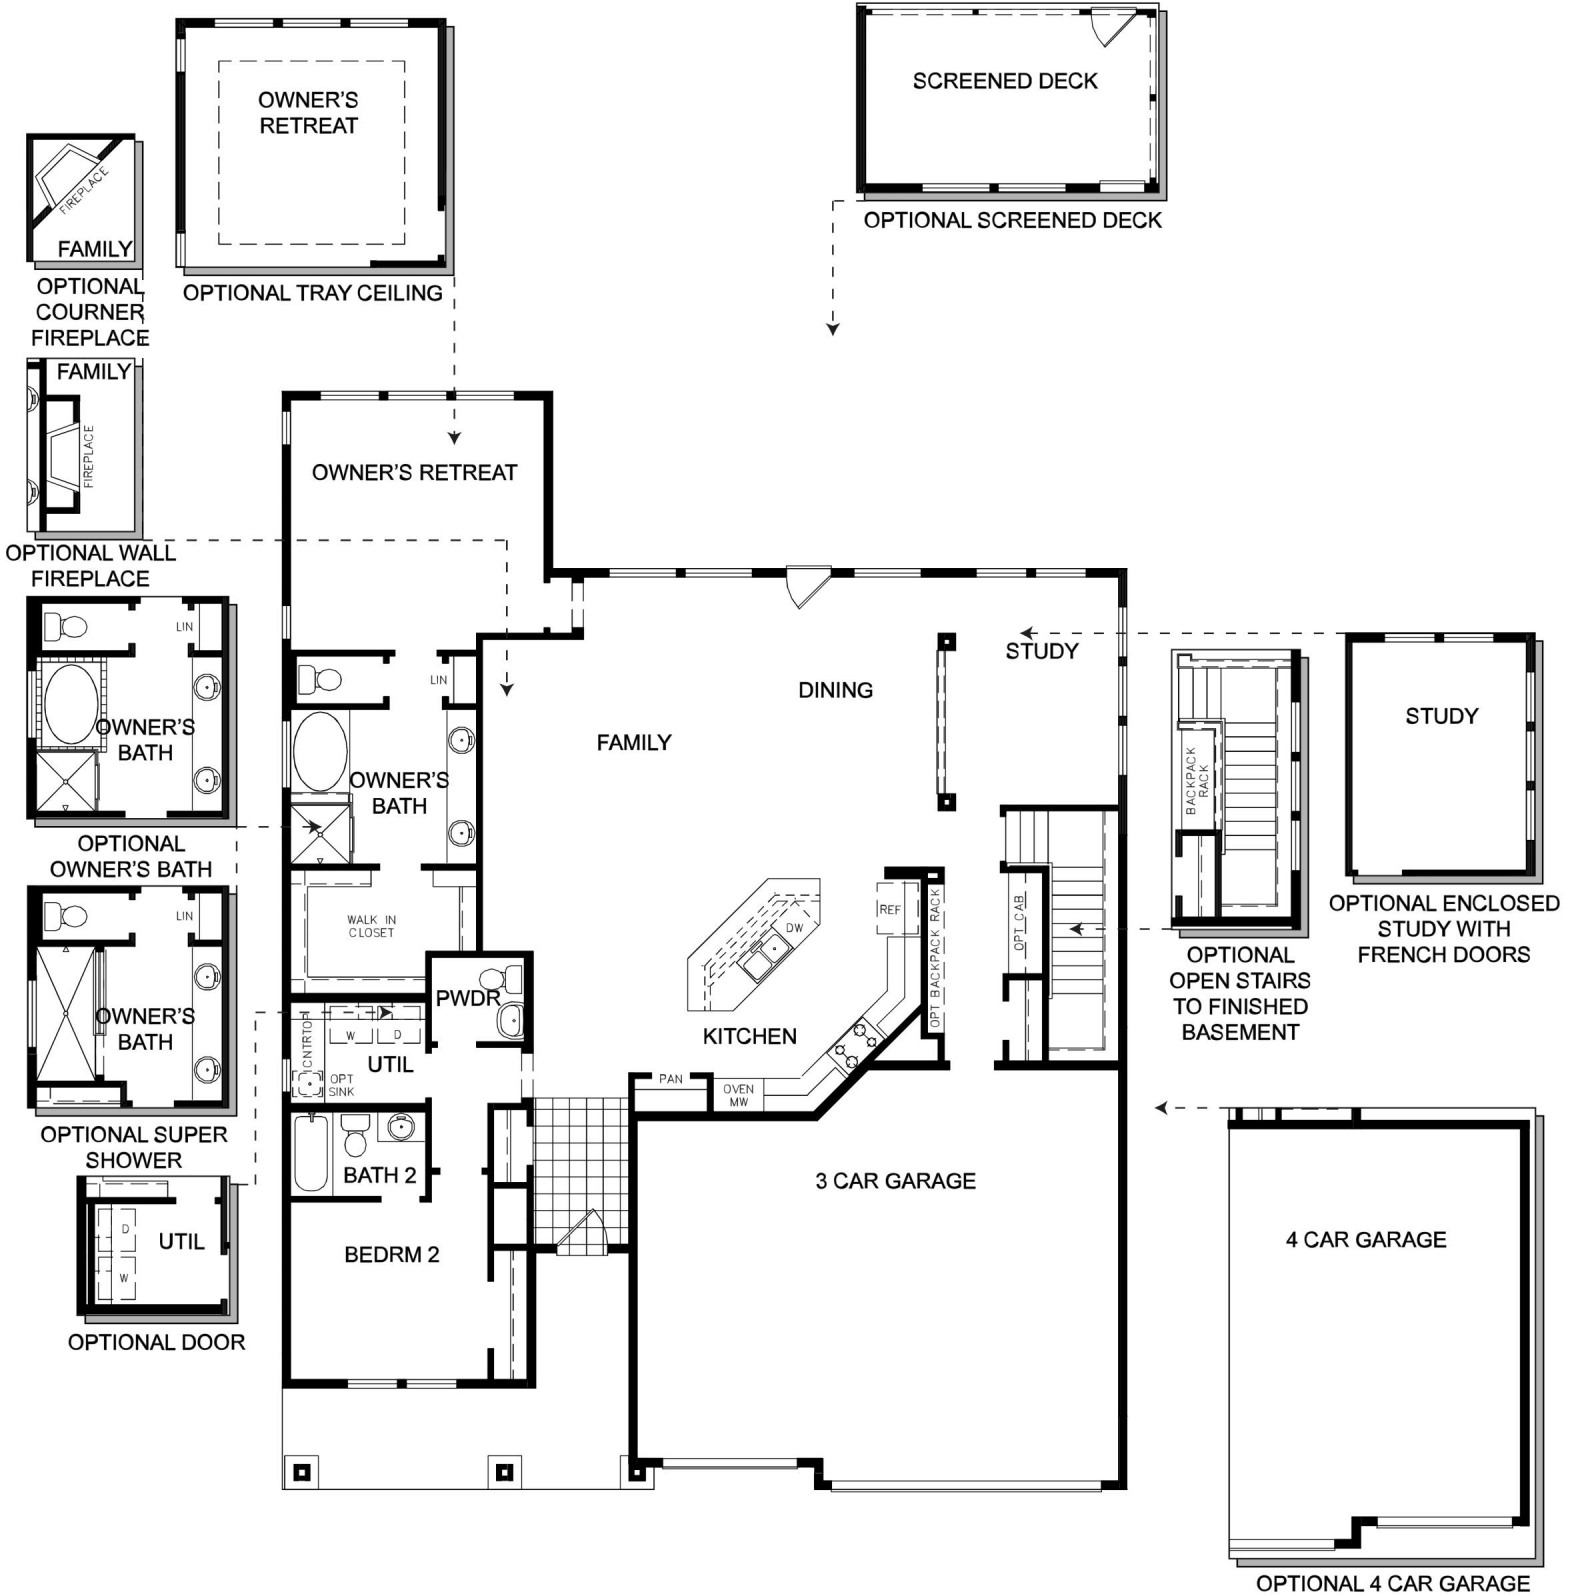 OWNER'S
RETREAT
OPTIONAL TRAY CEILING
SCREENED DECK
OPTIONAL SCREENED DECK
FIREPLACE
FAMILY
OPTIONAL
COURNER
FIREPLACE
FAMILY
FIREPLACE
OPTIONAL WALL
FIREPLACE
LIN
OWNER'S
BATH
OPTIONAL
OWNER'S BATH
LIN
OWNER'S
BATH
OPTIONAL SUPER
SHOWER
D
UTIL
W
OPTIONAL DOOR
OWNER'S RETREAT
LIN
OWNER'S
BATH
WALK IN
CLOSET
PWDR
CNTRTOP
W
D
UTIL
OPT
SINK
BATH 2
BEDRM 2
FAMILY
DINING
STUDY
REF
DW
KITCHEN
PAN
OVEN
MW
OPT BACKPACK RACK
OPT CAB
3 CAR GARAGE
BACKPACK
RACK
OPTIONAL
OPEN STAIRS
TO FINISHED
BASEMENT
STUDY
OPTIONAL ENCLOSED
STUDY WITH
FRENCH DOORS
4 CAR GARAGE
OPTIONAL 4 CAR GARAGE